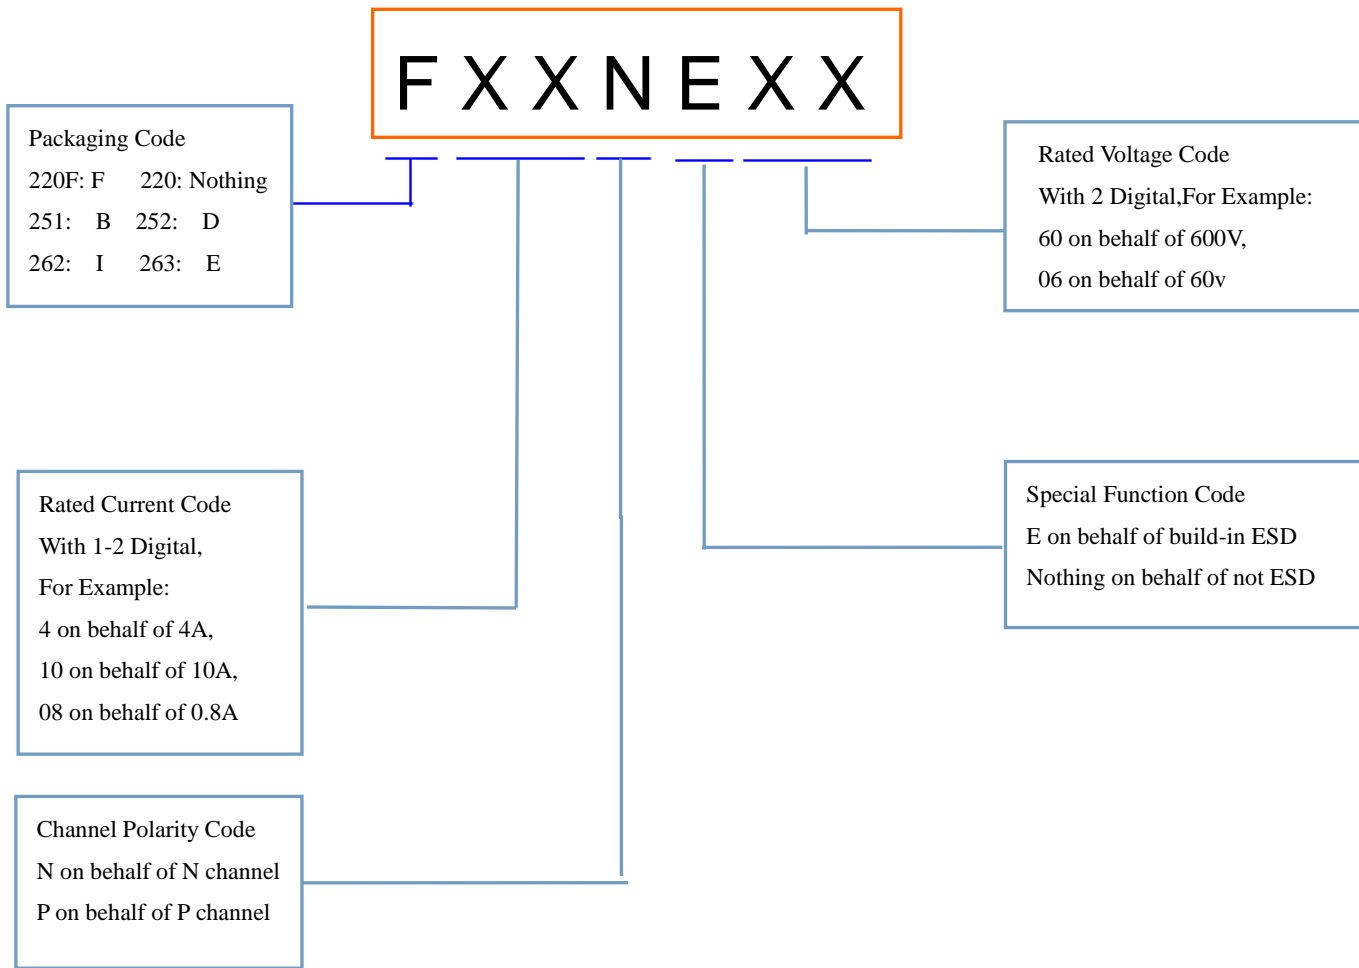 F X X N E X X
Packaging Code
220F: F 220: Nothing
251: B 252: D
262: I 263: E
Rated Voltage Code
With 2 Digital,For Example:
60 on behalf of 600V,
06 on behalf of 60v
Rated Current Code
With 1-2 Digital,
For Example:
4 on behalf of 4A,
10 on behalf of 10A,
08 on behalf of 0.8A
Special Function Code
E on behalf of build-in ESD
Nothing on behalf of not ESD
Channel Polarity Code
N on behalf of N channel
P on behalf of P channel